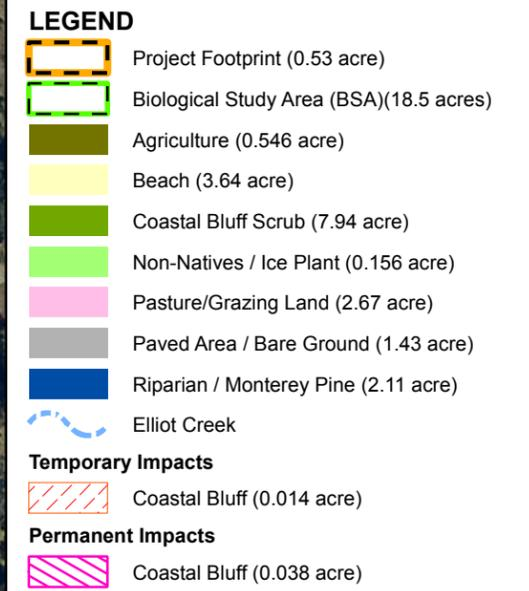 LEGEND
Project Footprint (0.53 acre)
Biological Study Area (BSA)(18.5 acres)
Agriculture (0.546 acre)
Beach (3.64 acre)
Coastal Bluff Scrub (7.94 acre)
Non-Natives / Ice Plant (0.156 acre)
Pasture/Grazing Land (2.67 acre)
Paved Area / Bare Ground (1.43 acre)
Riparian / Monterey Pine (2.11 acre)
Elliot Creek
Temporary Impacts
Coastal Bluff (0.014 acre)
Permanent Impacts
Coastal Bluff (0.038 acre)